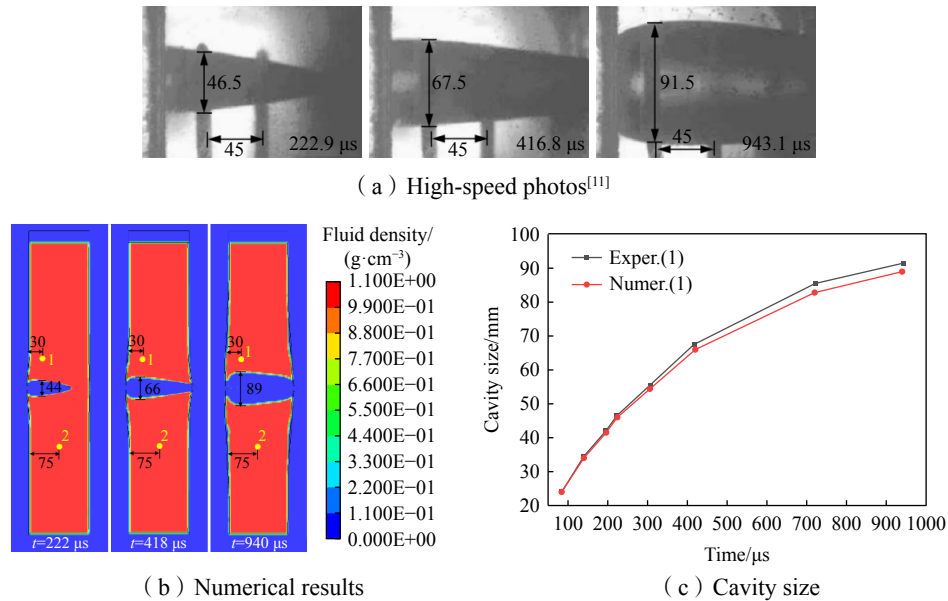 46.5
45
222.9 μs
67.5
45
416.8 μs
91.5
45
943.1 μs
（a）High-speed photos[11]
30
1
44
2
75
t=222 μs
30
1
66
2
75
t=418 μs
30
1
89
2
75
t=940 μs
Fluid density/
(g·cm−3)
1.100E+00
9.900E−01
8.800E−01
7.700E−01
6.600E−01
5.500E−01
4.400E−01
3.300E−01
2.200E−01
1.100E−01
0.000E+00
（b）Numerical results
Exper.(1)
Numer.(1)
Cavity size/mm
100
90
80
70
60
50
40
30
20
100 200 300 400 500 600 700 800 900 1000
Time/μs
（c）Cavity size